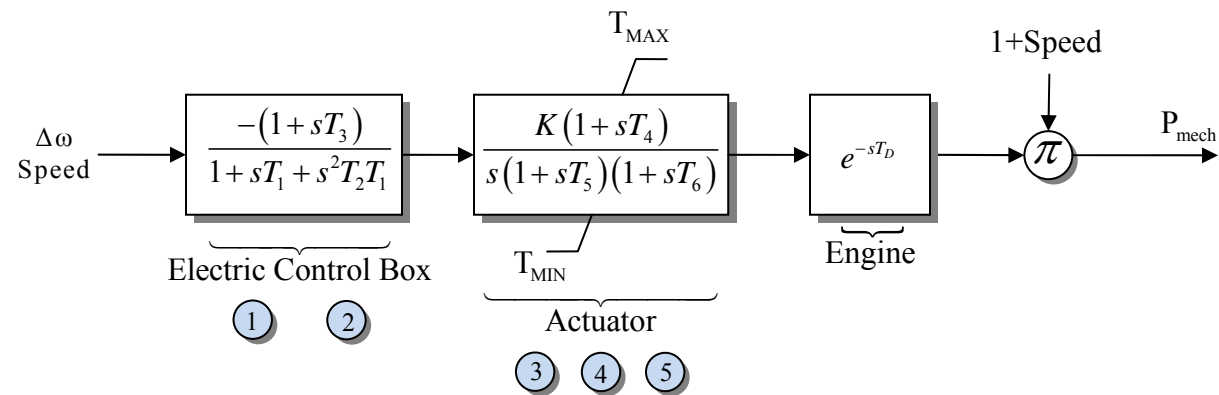 T_MAX
1+Speed
Δω
Speed
-(1+sT_3)
1+sT_1+s^2T_2T_1
K(1+sT_4)
s(1+sT_5)(1+sT_6)
e^{-sT_D}
π
P_mech
T_MIN
Electric Control Box
Engine
Actuator
1 2
3 4 5